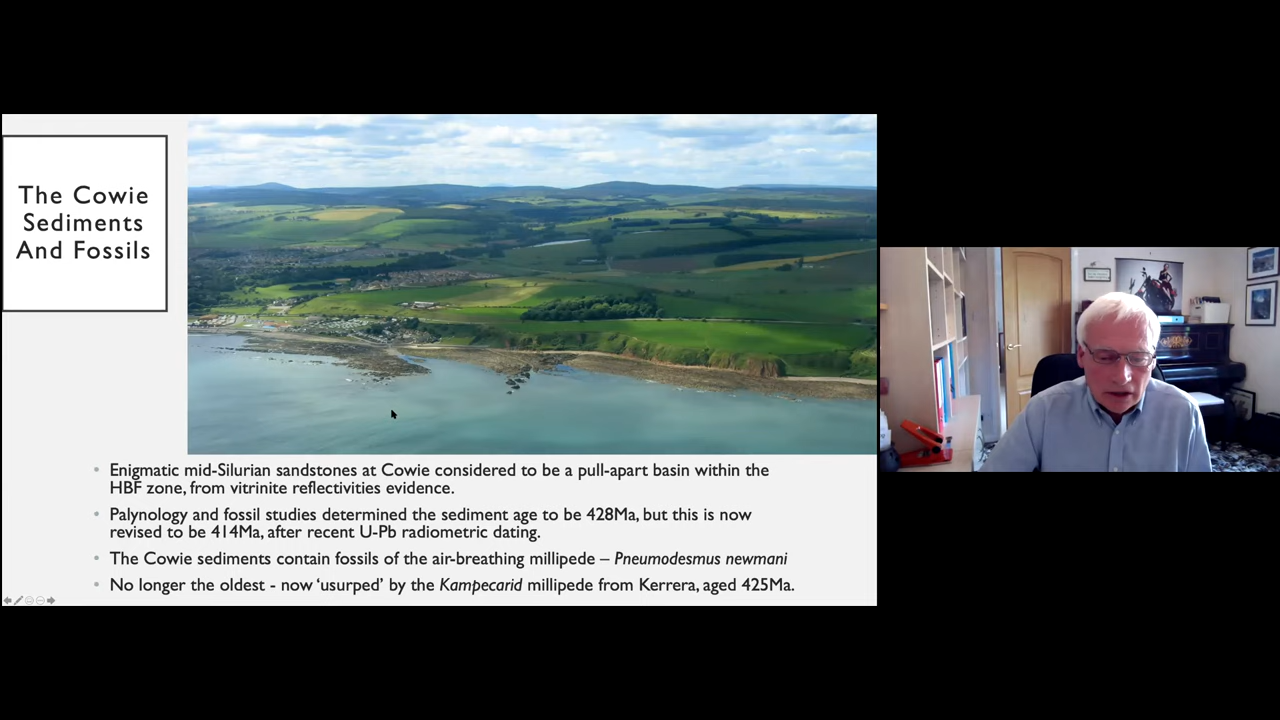 The Cowie
Sediments
And Fossils
• Enigmatic mid-Silurian sandstones at Cowie considered to be a pull-apart basin within the
HBF zone, from vitrinite reflectivities evidence.
• Palynology and fossil studies determined the sediment age to be 428Ma, but this is now
revised to 414Ma, after recent U-Pb radiometric dating.
• The Cowie sediments contain fossils of the air-breathing millipede – Pneumodesmus newmani
• No longer the oldest - now ‘usurped’ by the Kampecarid millipede from Kerrera, aged 425Ma.